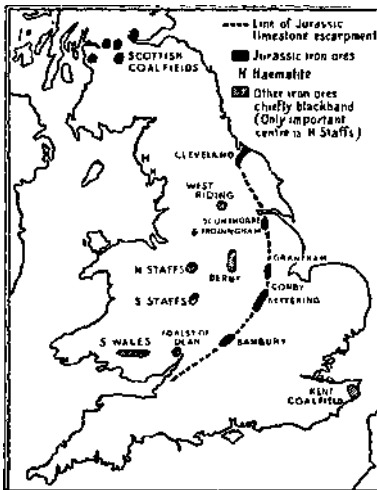 Line of Jurassic
limestone escarpment
Jurassic iron ores
H Haematite
Other iron ores
chiefly blackband
(Only important
centre is N Staffs)
SCOTTISH
COALFIELDS
CLEVELAND
H
H
H
WEST
RIDING
SCUNTHORPE
& FRODINGHAM
GRANTHAM
N STAFFS
DERBY
CORBY
KETTERING
S STAFFS
S WALES
FOREST OF
DEAN
BANBURY
KENT
COALFIELD